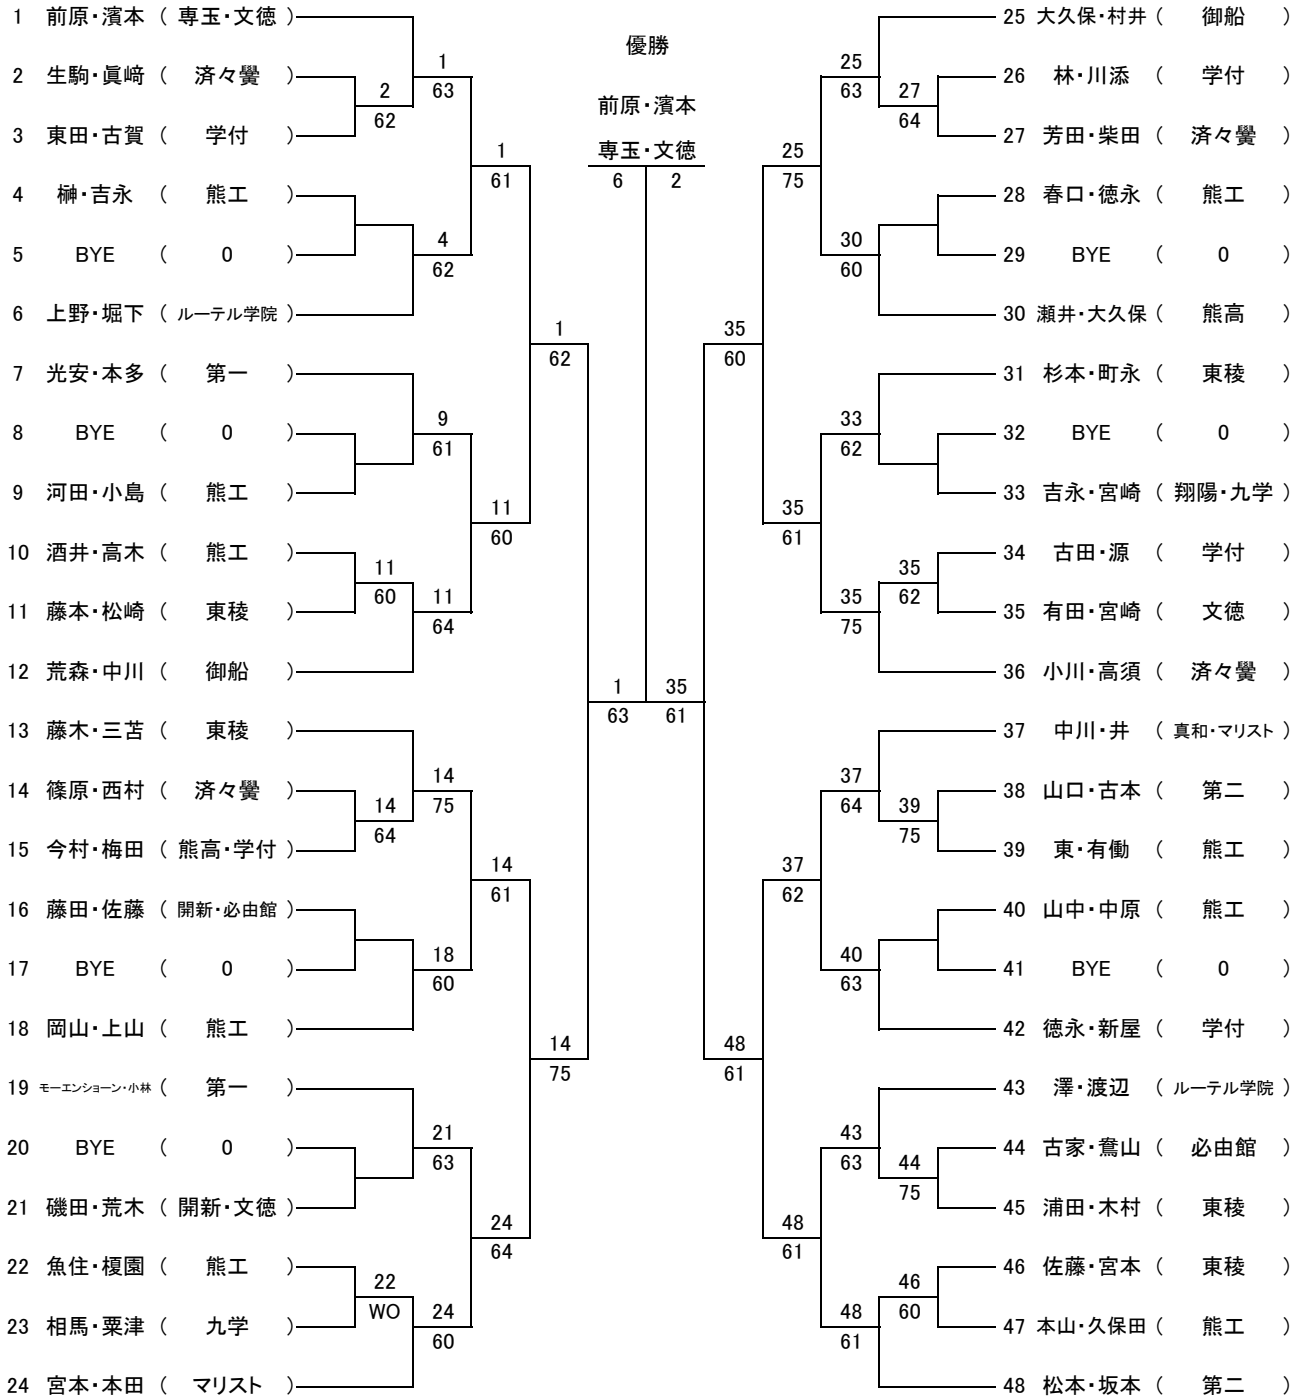 1 前原・濱本 ( 専玉・文徳 )
2 生駒・眞﨑 ( 済々黌 )
3 東田・古賀 ( 学付 )
4 榊・吉永 ( 熊工 )
5 BYE ( 0 )
6 上野・堀下 ( ルーテル学院 )
7 光安・本多 ( 第一 )
8 BYE ( 0 )
9 河田・小島 ( 熊工 )
10 酒井・高木 ( 熊工 )
11 藤本・松崎 ( 東稜 )
12 荒森・中川 ( 御船 )
13 藤木・三苫 ( 東稜 )
14 篠原・西村 ( 済々黌 )
15 今村・梅田 ( 熊高・学付 )
16 藤田・佐藤 ( 開新・必由館 )
17 BYE ( 0 )
18 岡山・上山 ( 熊工 )
19 モーエンショーン・小林 ( 第一 )
20 BYE ( 0 )
21 磯田・荒木 ( 開新・文徳 )
22 魚住・榎園 ( 熊工 )
23 相馬・粟津 ( 九学 )
24 宮本・本田 ( マリスト )
2
62
11
60
14
64
22
WO
1
63
4
62
9
61
11
64
14
75
18
60
21
63
24
60
1
61
11
60
14
61
24
64
1
62
14
75
1
63
優勝
前原・濱本
専玉・文徳
6 2
35
61
35
60
48
61
25
75
35
61
37
62
48
61
25
63
30
60
33
62
35
75
37
64
40
63
43
63
48
61
27
64
35
62
39
75
44
75
46
60
25 大久保・村井 ( 御船 )
26 林・川添 ( 学付 )
27 芳田・柴田 ( 済々黌 )
28 春口・徳永 ( 熊工 )
29 BYE ( 0 )
30 瀬井・大久保 ( 熊高 )
31 杉本・町永 ( 東稜 )
32 BYE ( 0 )
33 吉永・宮崎 ( 翔陽・九学 )
34 古田・源 ( 学付 )
35 有田・宮崎 ( 文徳 )
36 小川・高須 ( 済々黌 )
37 中川・井 ( 真和・マリスト )
38 山口・古本 ( 第二 )
39 東・有働 ( 熊工 )
40 山中・中原 ( 熊工 )
41 BYE ( 0 )
42 徳永・新屋 ( 学付 )
43 澤・渡辺 ( ルーテル学院 )
44 古家・鴦山 ( 必由館 )
45 浦田・木村 ( 東稜 )
46 佐藤・宮本 ( 東稜 )
47 本山・久保田 ( 熊工 )
48 松本・坂本 ( 第二 )